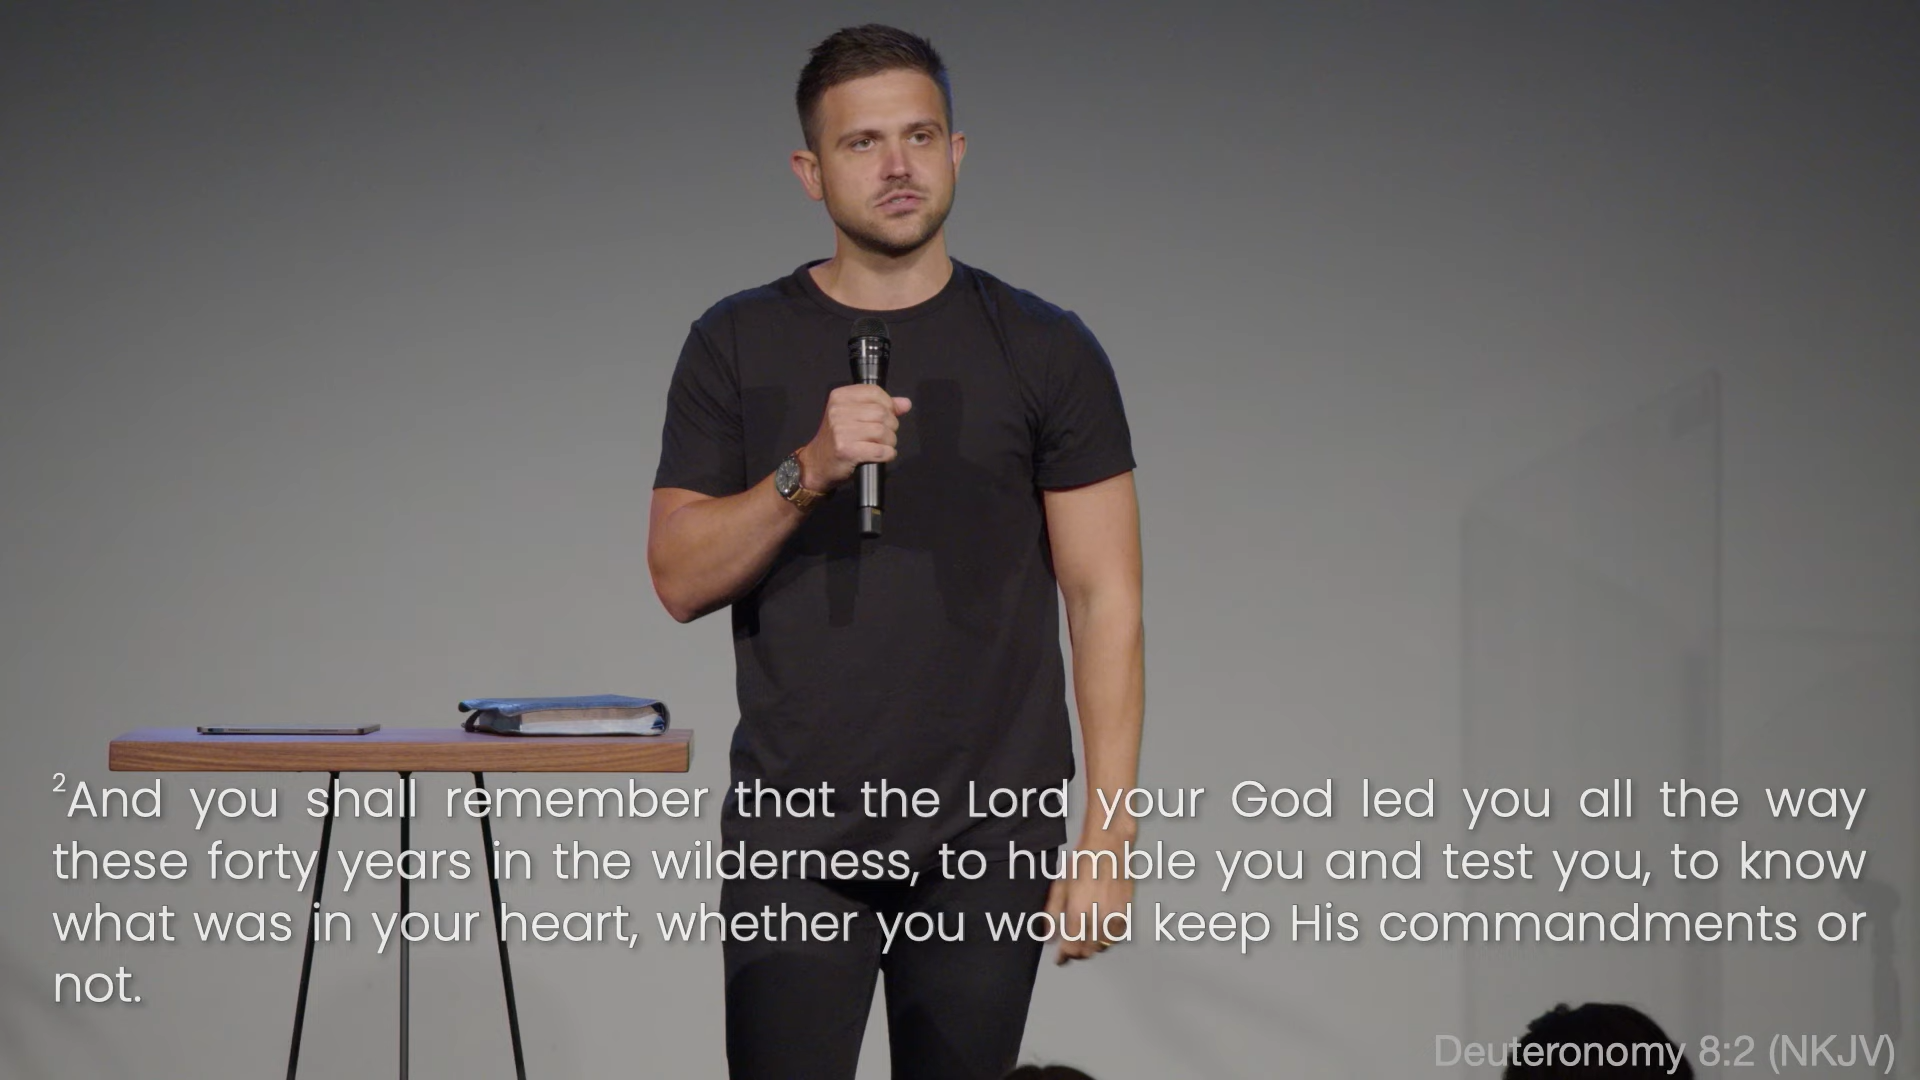 ²And you shall remember that the Lord your God led you all the way
these forty years in the wilderness, to humble you and test you, to know
what was in your heart, whether you would keep His commandments or
not.
Deuteronomy 8:2 (NKJV)